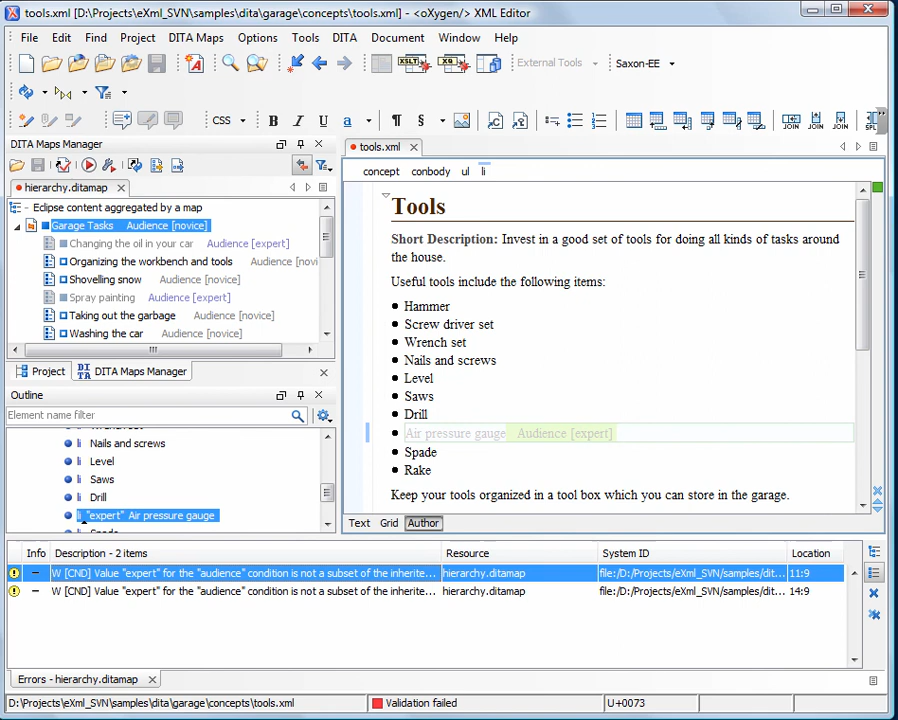 tools.xml [D:\Projects\eXml_SVN\samples\dita\garage\concepts\tools.xml] - <oXygen/> XML Editor
File Edit Find Project DITA Maps Options Tools DITA Document Window Help
XSLT XQ External Tools Saxon-EE
CSS B I U a ¶ § JOIN JOIN JOIN SPL
DITA Maps Manager
hierarchy.ditamap
Eclipse content aggregated by a map
Garage Tasks Audience [novice]
Changing the oil in your car Audience [expert]
Organizing the workbench and tools Audience [novi
Shovelling snow Audience [novice]
Spray painting Audience [expert]
Taking out the garbage Audience [novice]
Washing the car Audience [novice]
Project DITA DITA Maps Manager
Outline
Element name filter
li Nails and screws
li Level
li Saws
li Drill
li "expert" Air pressure gauge
tools.xml
concept conbody ul li
Tools
Short Description: Invest in a good set of tools for doing all kinds of tasks around
the house.
Useful tools include the following items:
Hammer
Screw driver set
Wrench set
Nails and screws
Level
Saws
Drill
Air pressure gauge Audience [expert]
Spade
Rake
Keep your tools organized in a tool box which you can store in the garage.
Text Grid Author
Info Description - 2 items Resource System ID Location
W [CND] Value "expert" for the "audience" condition is not a subset of the inherite... hierarchy.ditamap file:/D:/Projects/eXml_SVN/samples/dit... 11:9
W [CND] Value "expert" for the "audience" condition is not a subset of the inherite... hierarchy.ditamap file:/D:/Projects/eXml_SVN/samples/dit... 14:9
Errors - hierarchy.ditamap
D:\Projects\eXml_SVN\samples\dita\garage\concepts\tools.xml Validation failed U+0073